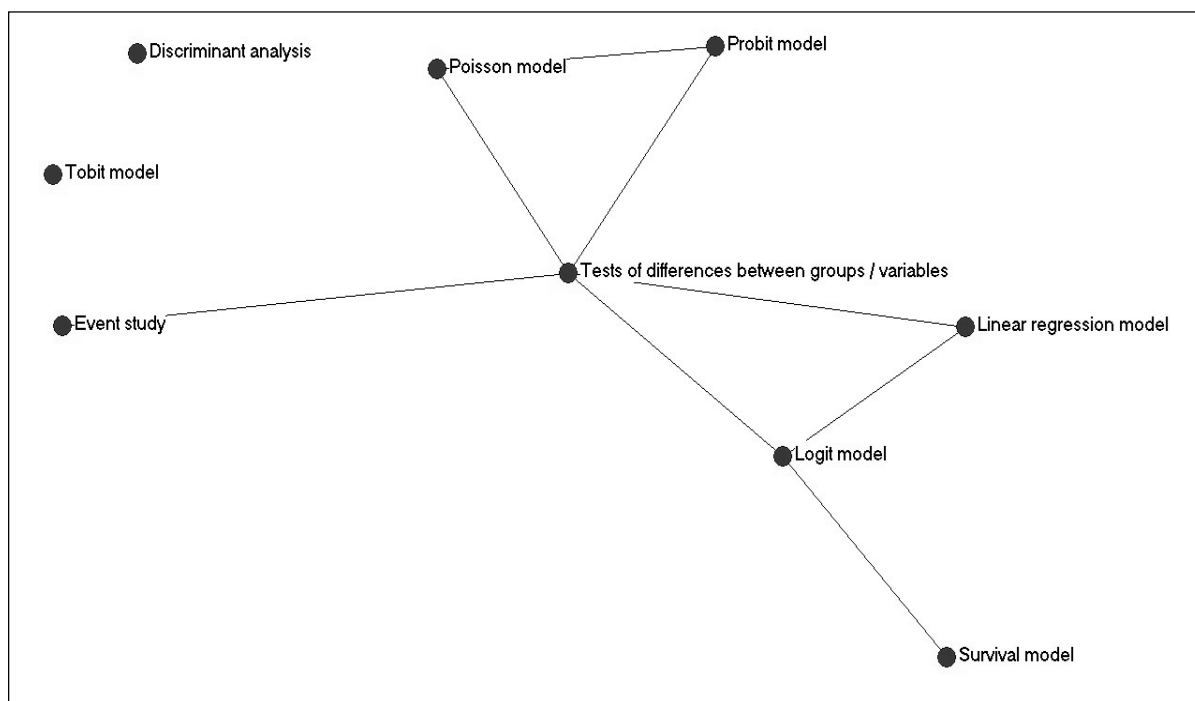 Discriminant analysis
Probit model
Poisson model
Tobit model
Tests of differences between groups / variables
Event study
Linear regression model
Logit model
Survival model